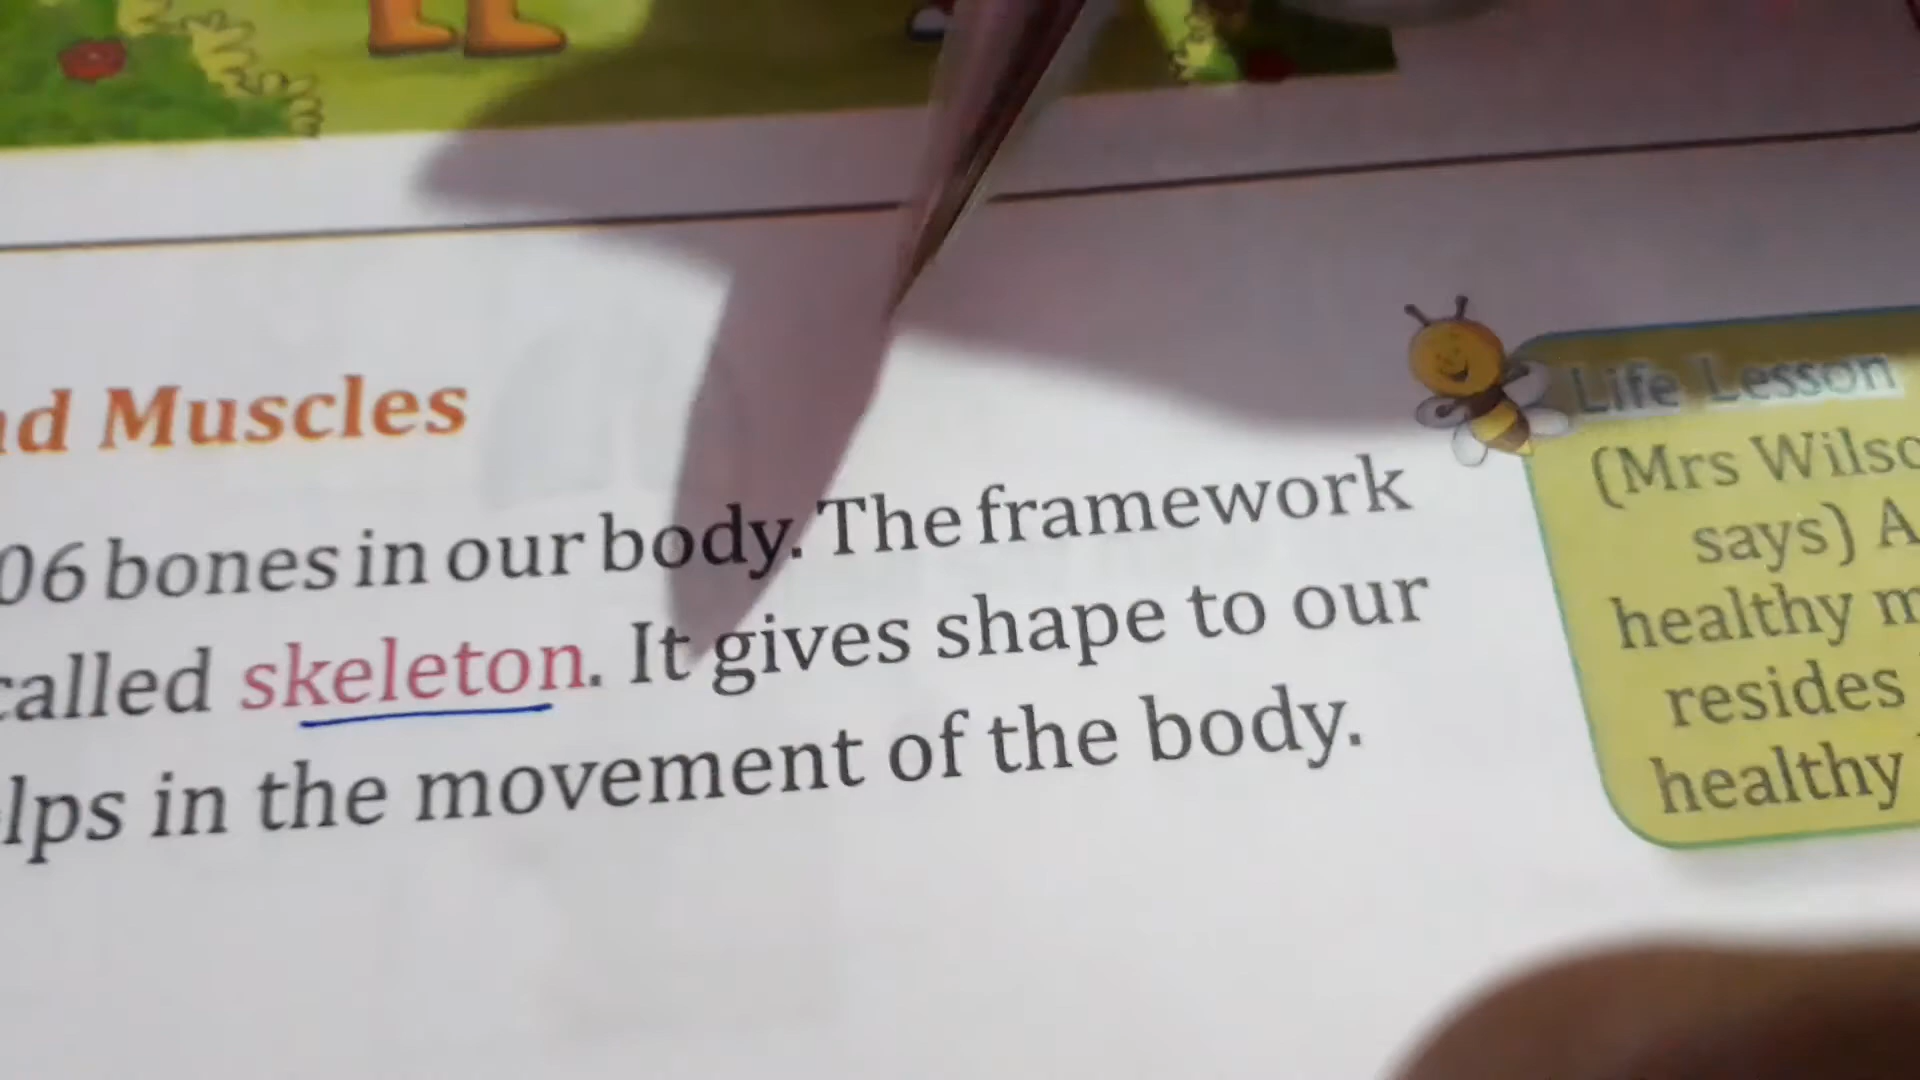 nd Muscles
06 bones in our body. The framework
called skeleton. It gives shape to our
lps in the movement of the body.
Life Lesson
(Mrs Wilso
says) A
healthy m
resides
healthy